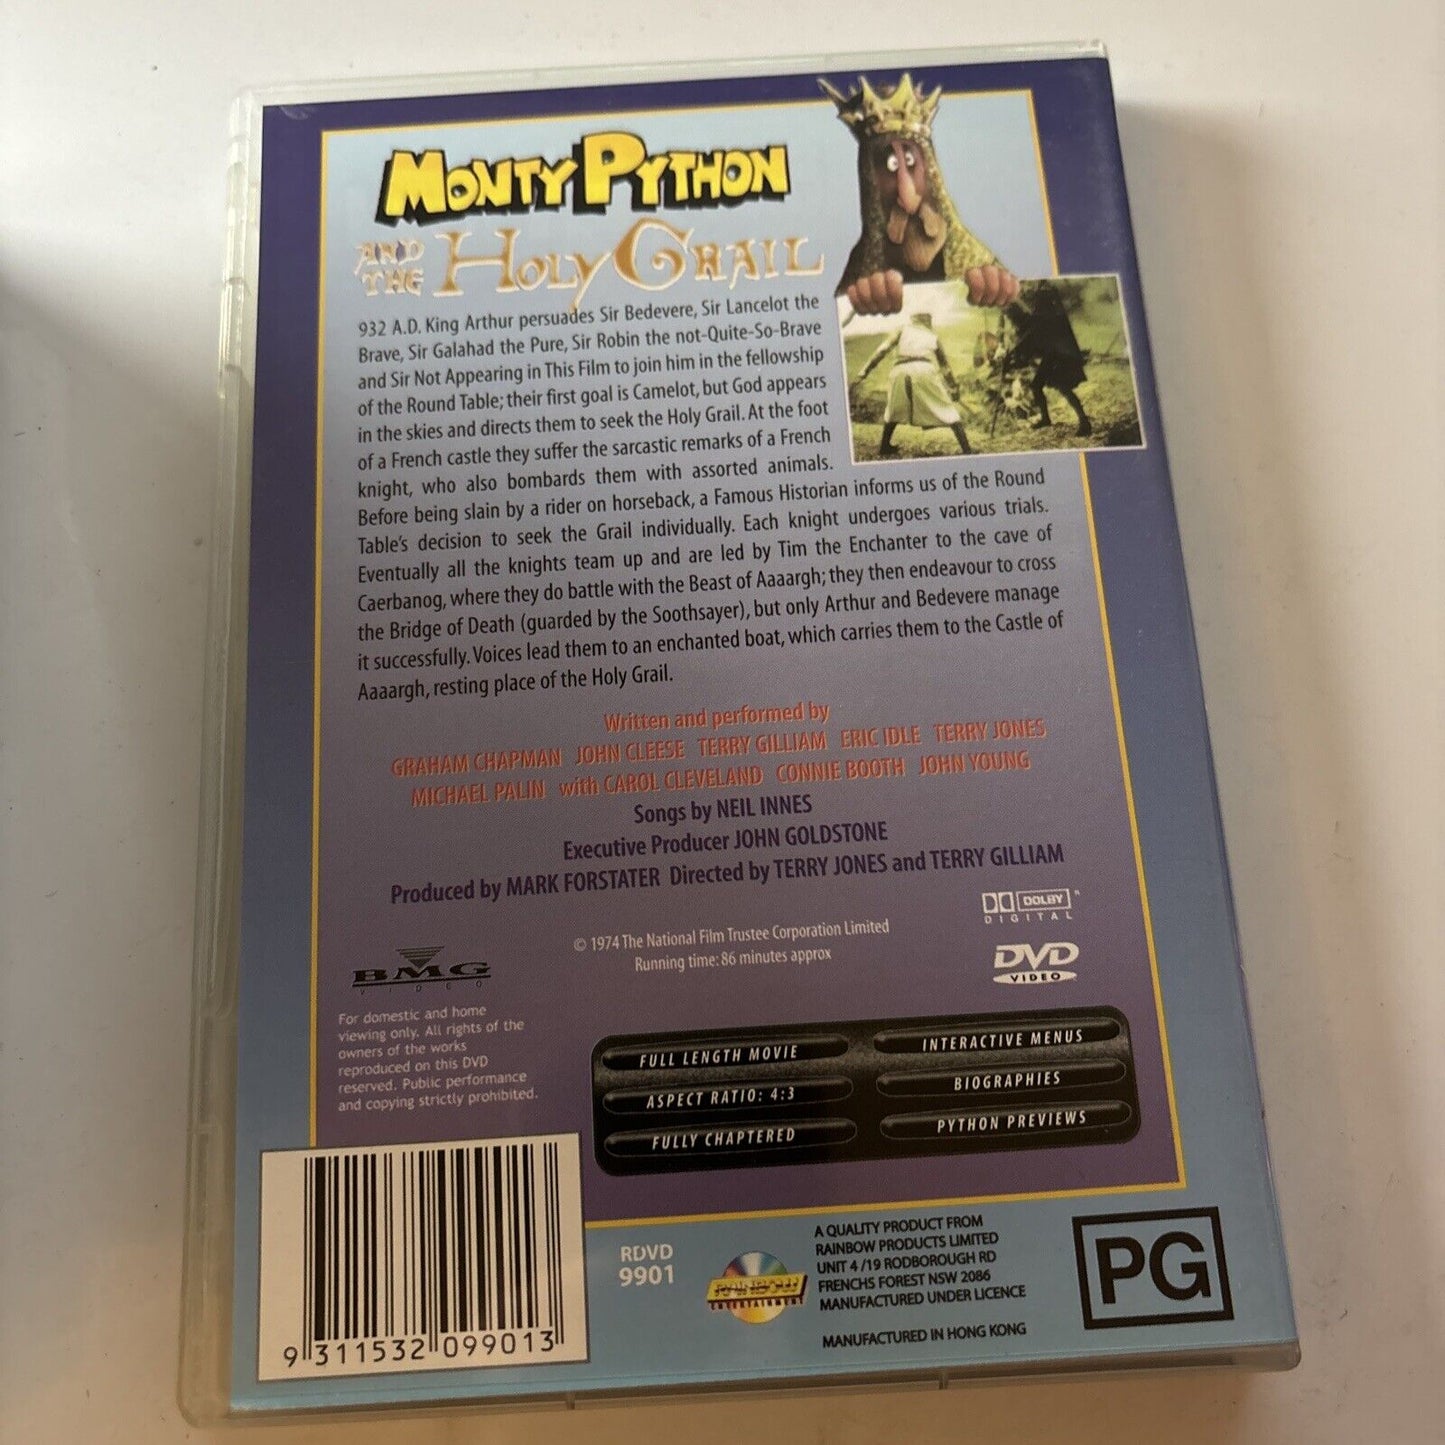 MONTY PYTHON
AND THE HOLY GRAIL
932 A.D. King Arthur persuades Sir Bedevere, Sir Lancelot the
Brave, Sir Galahad the Pure, Sir Robin the not-Quite-So-Brave
and Sir Not Appearing in This Film to join him in the fellowship
of the Round Table; their first goal is Camelot, but God appears
in the skies and directs them to seek the Holy Grail. At the foot
of a French castle they suffer the sarcastic remarks of a French
knight, who also bombards them with assorted animals.
Before being slain by a rider on horseback, a Famous Historian informs us of the Round
Table's decision to seek the Grail individually. Each knight undergoes various trials.
Eventually all the knights team up and are led by Tim the Enchanter to the cave of
Caerbanog, where they do battle with the Beast of Aaaargh; they then endeavour to cross
the Bridge of Death (guarded by the Soothsayer), but only Arthur and Bedevere manage
it successfully. Voices lead them to an enchanted boat, which carries them to the Castle of
Aaaargh, resting place of the Holy Grail.
Written and performed by
GRAHAM CHAPMAN JOHN CLEESE TERRY GILLIAM ERIC IDLE TERRY JONES
MICHAEL PALIN with CAROL CLEVELAND CONNIE BOOTH JOHN YOUNG
Songs by NEIL INNES
Executive Producer JOHN GOLDSTONE
Produced by MARK FORSTATER Directed by TERRY JONES and TERRY GILLIAM
© 1974 The National Film Trustee Corporation Limited
Running time: 86 minutes approx
DOLBY
DIGITAL
DVD
VIDEO
BMG
VIDEO
For domestic and home
viewing only. All rights of the
owners of the works
reproduced on this DVD
reserved. Public performance
and copying strictly prohibited.
FULL LENGTH MOVIE
ASPECT RATIO: 4:3
FULLY CHAPTERED
INTERACTIVE MENUS
BIOGRAPHIES
PYTHON PREVIEWS
9 311532 099013
RDVD
9901
RAINBOW
ENTERTAINMENT
A QUALITY PRODUCT FROM
RAINBOW PRODUCTS LIMITED
UNIT 4 /19 RODBOROUGH RD
FRENCHS FOREST NSW 2086
MANUFACTURED UNDER LICENCE
MANUFACTURED IN HONG KONG
PG